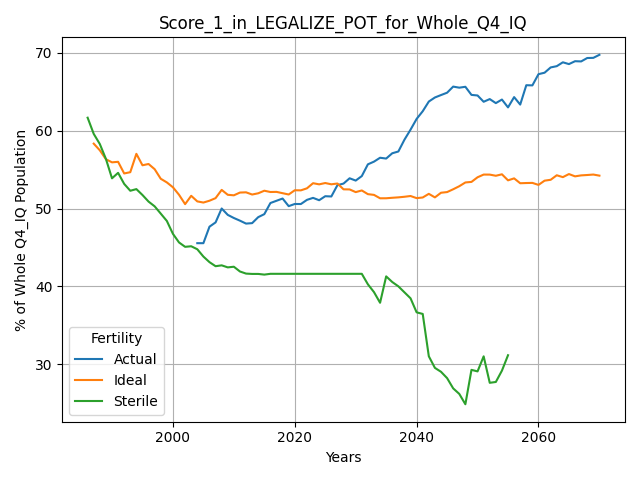 Score_1_in_LEGALIZE_POT_for_Whole_Q4_IQ
% of Whole Q4_IQ Population
70
60
50
40
30
Fertility
Actual
Ideal
Sterile
2000
2020
2040
2060
Years